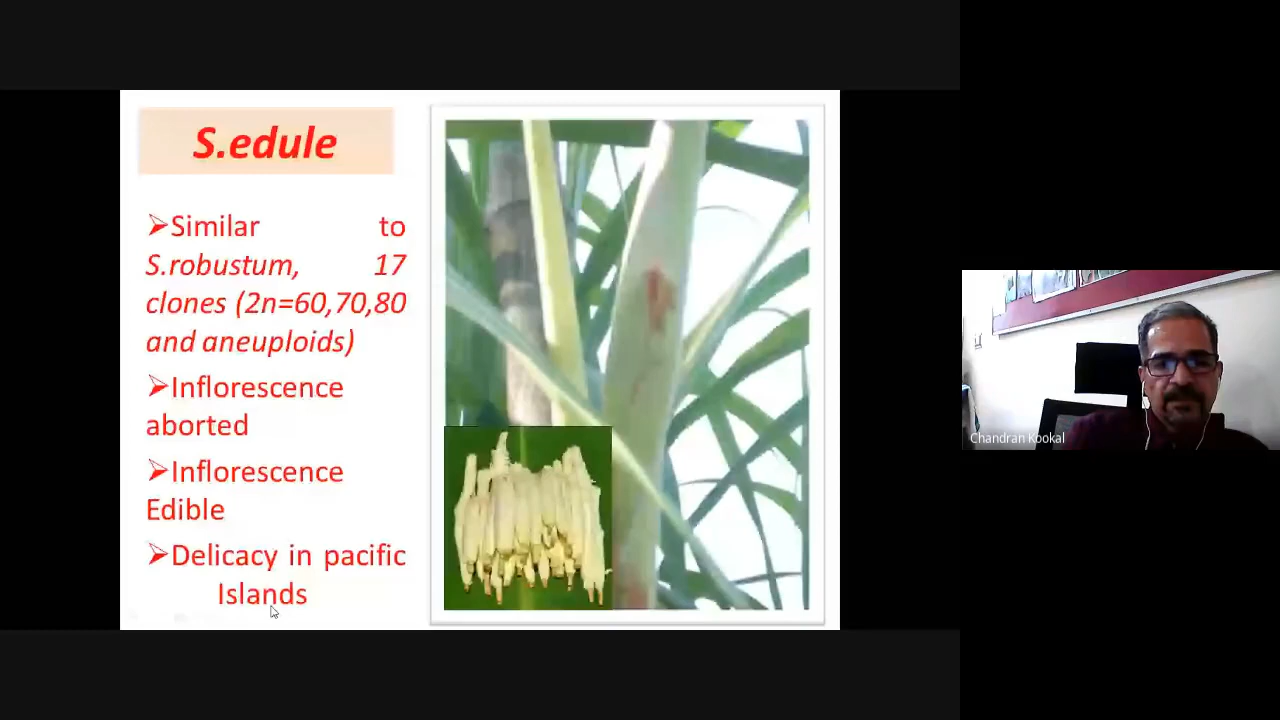 S.edule
➢Similar to
S.robustum, 17
clones (2n=60,70,80
and aneuploids)
➢Inflorescence
aborted
➢Inflorescence
Edible
➢Delicacy in pacific
Islands
Chandran Kookal